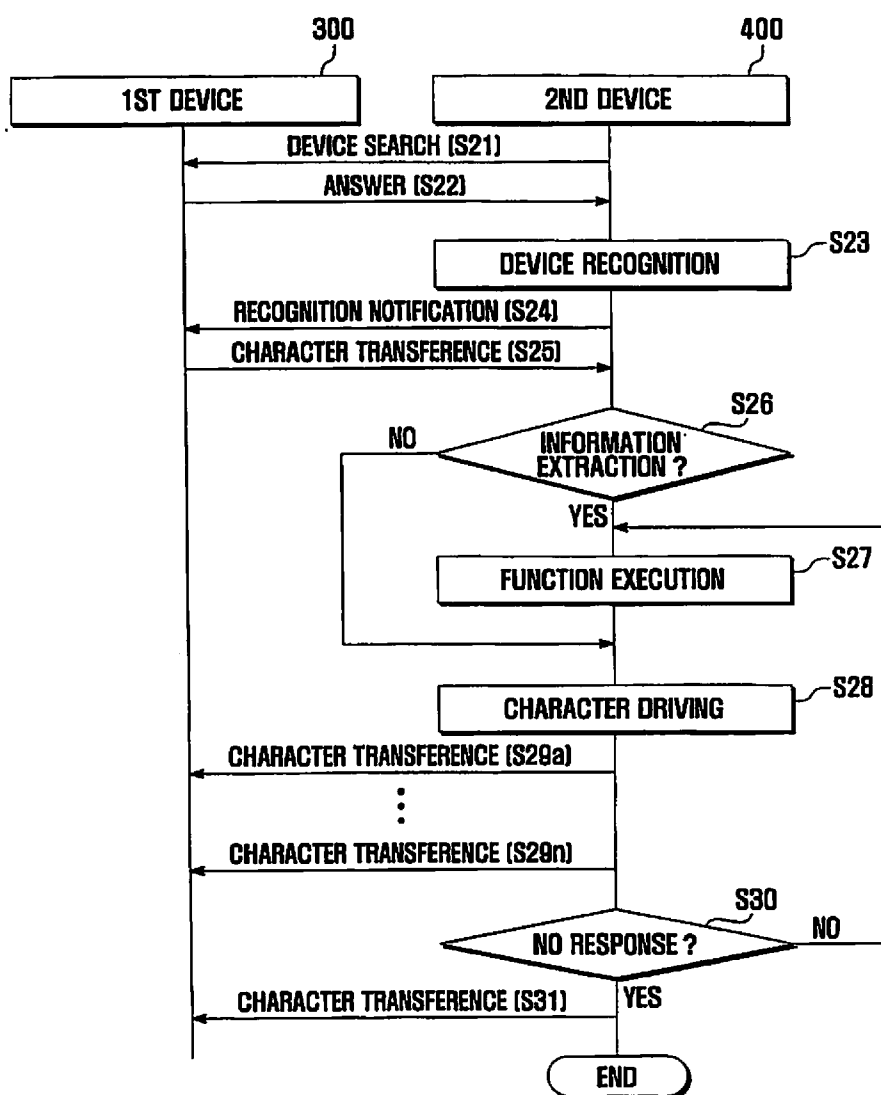 300
400
1ST DEVICE
2ND DEVICE
DEVICE SEARCH (S21)
ANSWER (S22)
S23
DEVICE RECOGNITION
RECOGNITION NOTIFICATION (S24)
CHARACTER TRANSFERENCE (S25)
S26
NO
INFORMATION
EXTRACTION ?
YES
S27
FUNCTION EXECUTION
S28
CHARACTER DRIVING
CHARACTER TRANSFERENCE (S29a)
CHARACTER TRANSFERENCE (S29n)
S30
NO RESPONSE ?
NO
YES
CHARACTER TRANSFERENCE (S31)
END